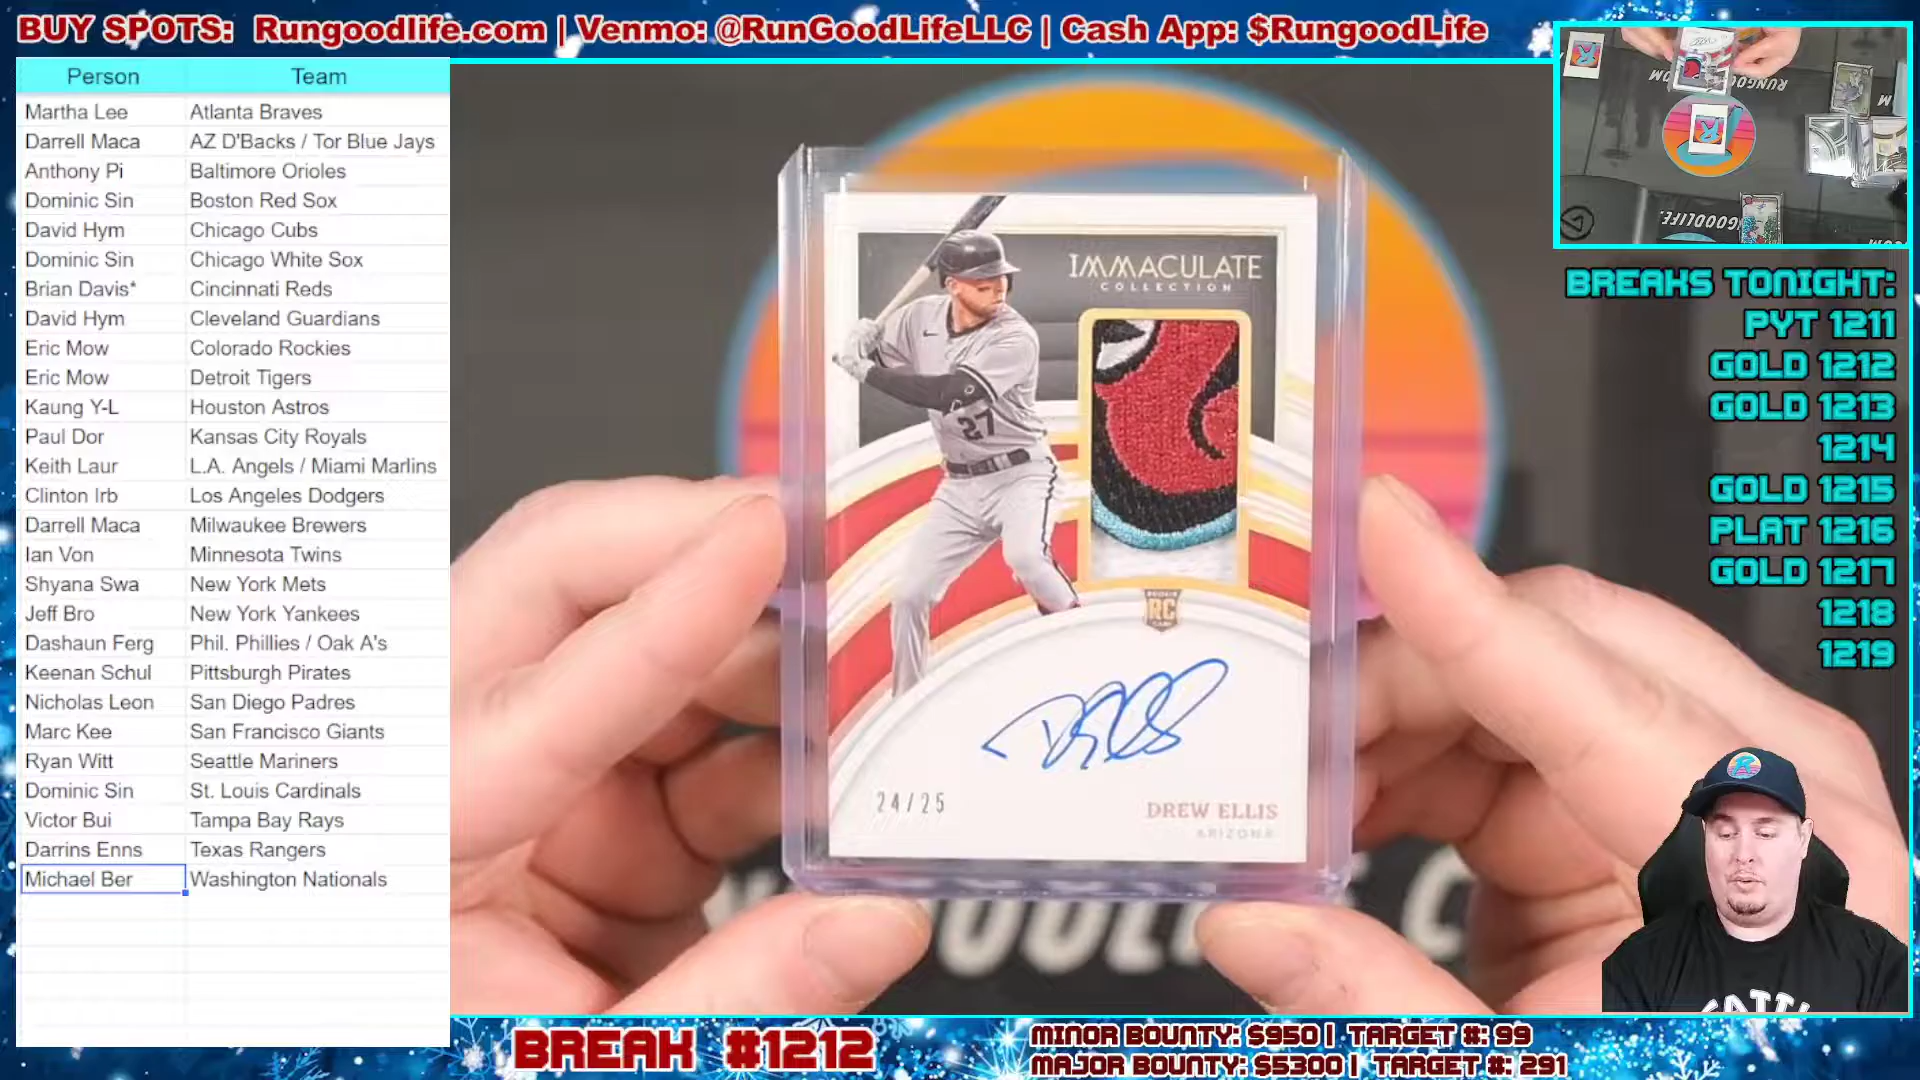 BUY SPOTS: Rungoodlife.com | Venmo: @RunGoodLifeLLC | Cash App: $RungoodLife
Person Team
Martha Lee Atlanta Braves
Darrell Maca AZ D'Backs / Tor Blue Jays
Anthony Pi Baltimore Orioles
Dominic Sin Boston Red Sox
David Hym Chicago Cubs
Dominic Sin Chicago White Sox
Brian Davis* Cincinnati Reds
David Hym Cleveland Guardians
Eric Mow Colorado Rockies
Eric Mow Detroit Tigers
Kaung Y-L Houston Astros
Paul Dor Kansas City Royals
Keith Laur L.A. Angels / Miami Marlins
Clinton Irb Los Angeles Dodgers
Darrell Maca Milwaukee Brewers
Ian Von Minnesota Twins
Shyana Swa New York Mets
Jeff Bro New York Yankees
Dashaun Ferg Phil. Phillies / Oak A's
Keenan Schul Pittsburgh Pirates
Nicholas Leon San Diego Padres
Marc Kee San Francisco Giants
Ryan Witt Seattle Mariners
Dominic Sin St. Louis Cardinals
Victor Bui Tampa Bay Rays
Darrins Enns Texas Rangers
Michael Ber Washington Nationals
IMMACULATE
COLLECTION
27
ROOKIE
RC
CARD
24/25
DREW ELLIS
ARIZONA
RUNGOODLIFE.
BREAKS TONIGHT:
PYT 1211
GOLD 1212
GOLD 1213
1214
GOLD 1215
PLAT 1216
GOLD 1217
1218
1219
BREAK #1212
MINOR BOUNTY: $950 | TARGET #: 99
MAJOR BOUNTY: $5300 | TARGET #: 291